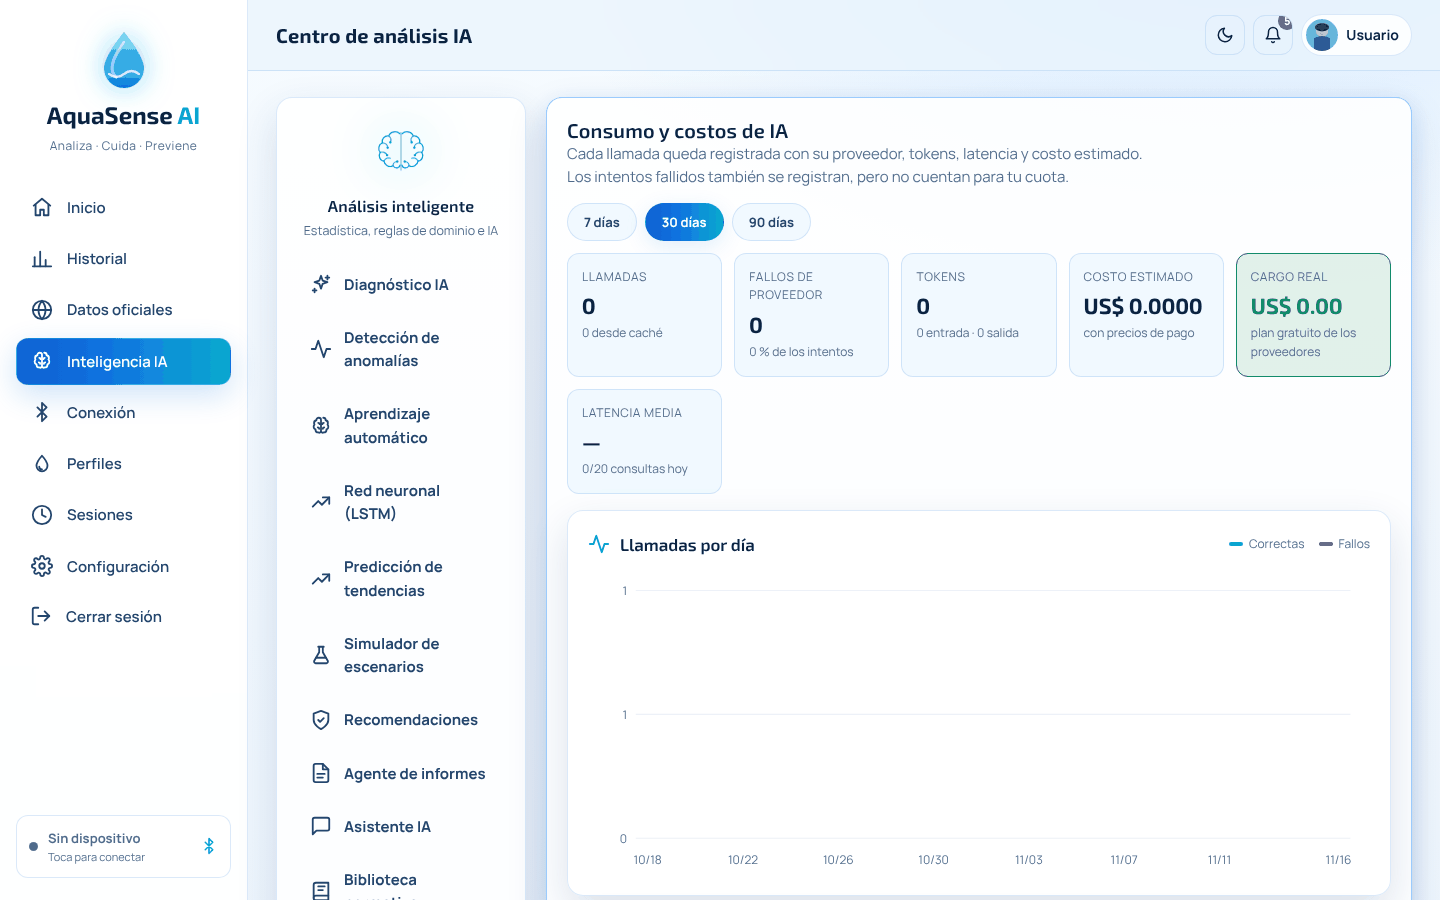 AquaSense AI
Analiza · Cuida · Previene
Inicio
Historial
Datos oficiales
Inteligencia IA
Conexión
Perfiles
Sesiones
Configuración
Cerrar sesión
Sin dispositivo
Toca para conectar
Centro de análisis IA
5
Usuario
Análisis inteligente
Estadística, reglas de dominio e IA
Diagnóstico IA
Detección de
anomalías
Aprendizaje
automático
Red neuronal
(LSTM)
Predicción de
tendencias
Simulador de
escenarios
Recomendaciones
Agente de informes
Asistente IA
Biblioteca
Consumo y costos de IA
Cada llamada queda registrada con su proveedor, tokens, latencia y costo estimado.
Los intentos fallidos también se registran, pero no cuentan para tu cuota.
7 días
30 días
90 días
LLAMADAS
0
0 desde caché
FALLOS DE
PROVEEDOR
0
0 % de los intentos
TOKENS
0
0 entrada · 0 salida
COSTO ESTIMADO
US$ 0.0000
con precios de pago
CARGO REAL
US$ 0.00
plan gratuito de los
proveedores
LATENCIA MEDIA
—
0/20 consultas hoy
Llamadas por día
Correctas
Fallos
1
1
0
10/18
10/22
10/26
10/30
11/03
11/07
11/11
11/16